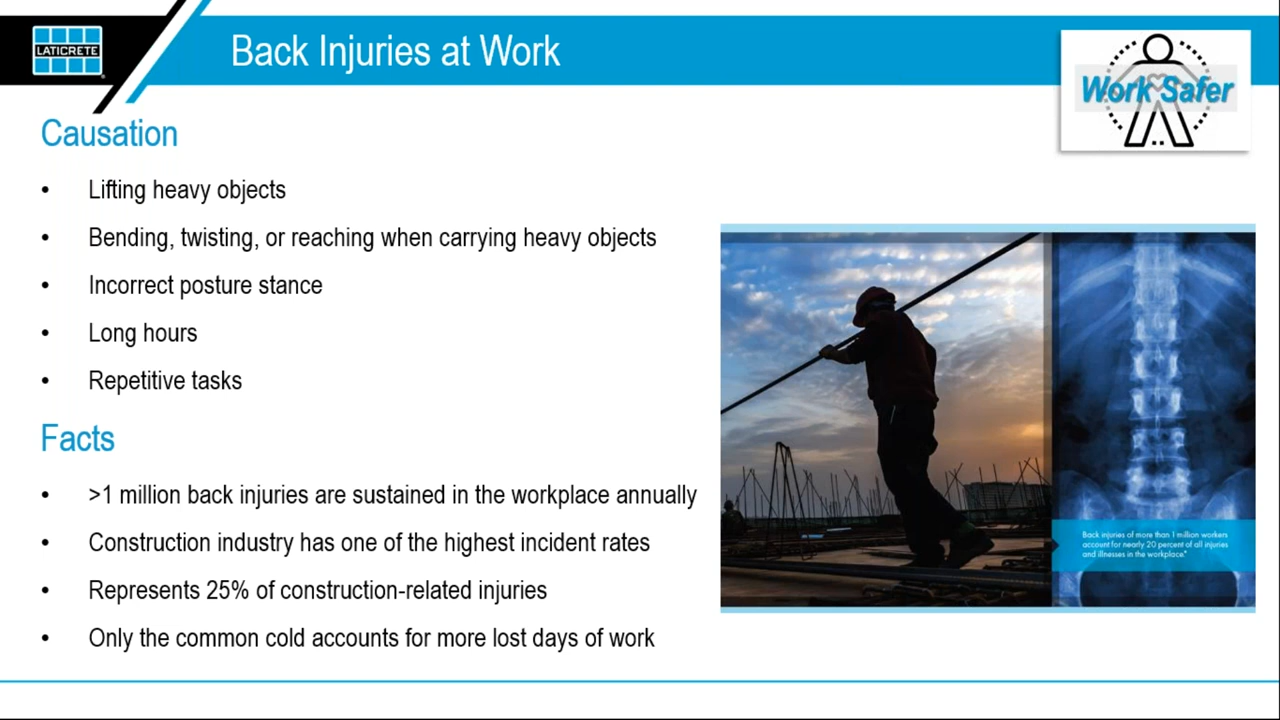 LATICRETE
Back Injuries at Work
Work Safer
Causation
• Lifting heavy objects
• Bending, twisting, or reaching when carrying heavy objects
• Incorrect posture stance
• Long hours
• Repetitive tasks
Facts
• >1 million back injuries are sustained in the workplace annually
• Construction industry has one of the highest incident rates
• Represents 25% of construction-related injuries
• Only the common cold accounts for more lost days of work
Back injuries of more than 1 million workers
account for nearly 20 percent of all injuries
and illnesses in the workplace.*